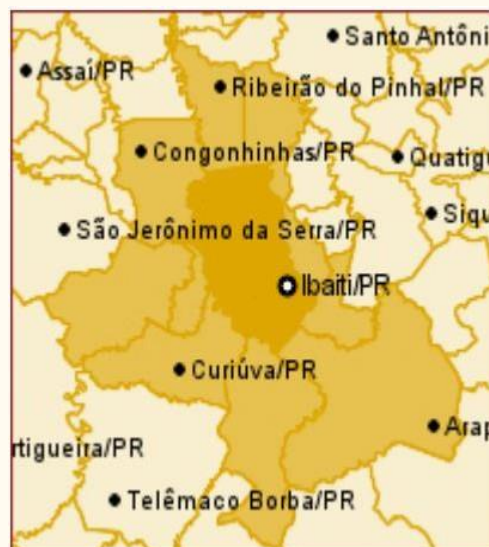 Santo Antôni
Assaí/PR
Ribeirão do Pinhal/PR
Congonhinhas/PR
Quatigu
Siqu
São Jerônimo da Serra/PR
Ibaiti/PR
Curiúva/PR
Arap
rtigueira/PR
Telêmaco Borba/PR